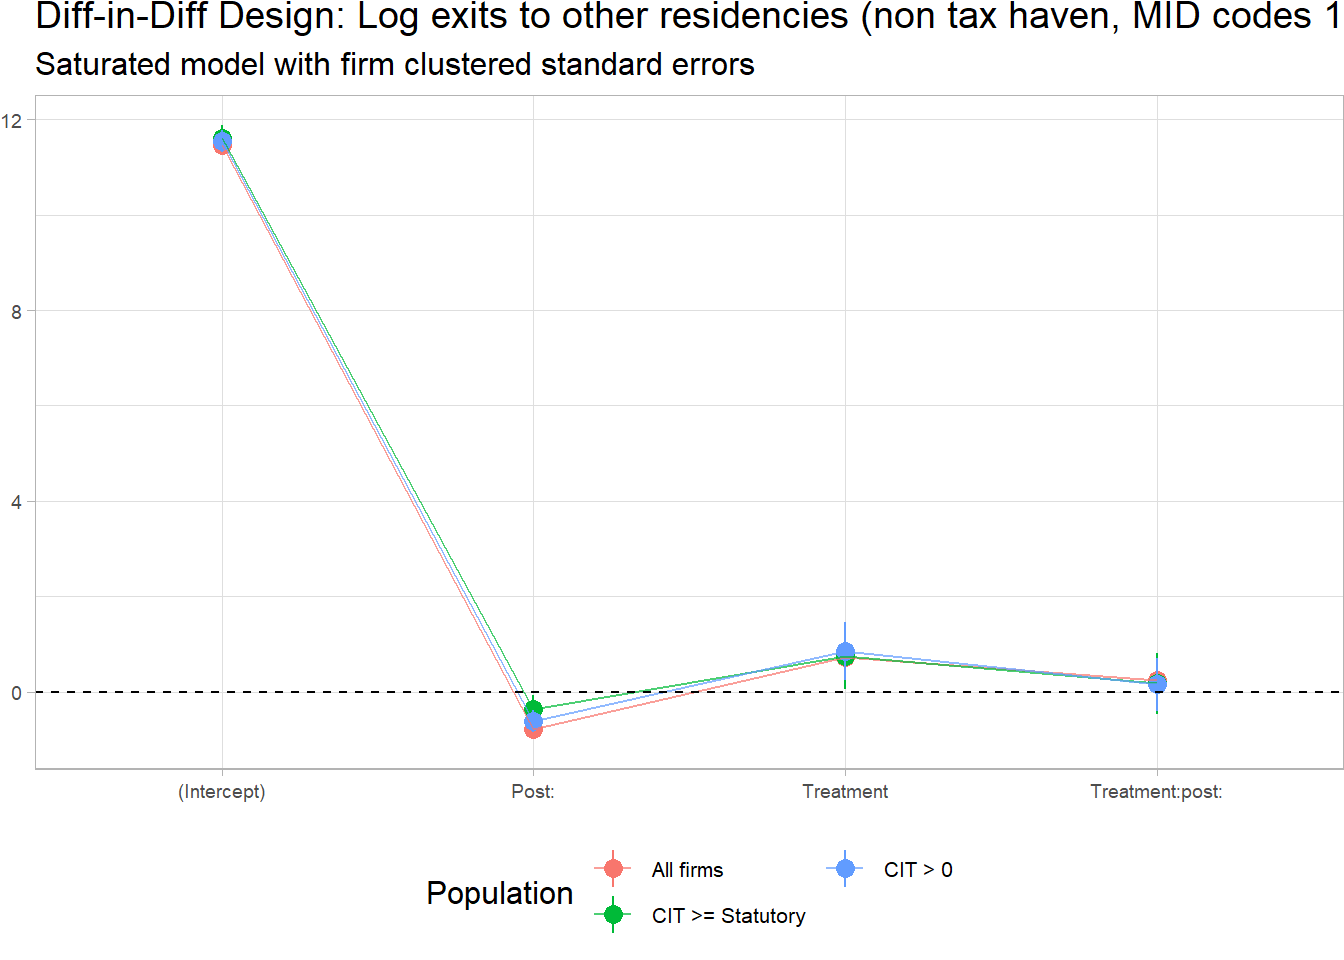 Diff-in-Diff Design: Log exits to other residencies (non tax haven, MID codes 1
Saturated model with firm clustered standard errors
12
8
4
0
(Intercept) Post: Treatment Treatment:post:
Population
All firms
CIT > 0
CIT >= Statutory